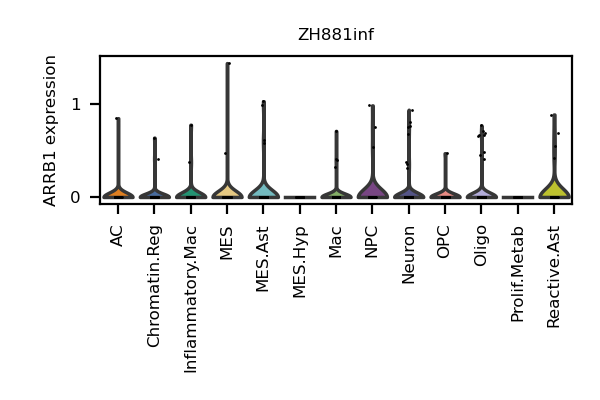 ZH881inf
ARRB1 expression
1
0
AC
Chromatin.Reg
Inflammatory.Mac
MES
MES.Ast
MES.Hyp
Mac
NPC
Neuron
OPC
Oligo
Prolif.Metab
Reactive.Ast